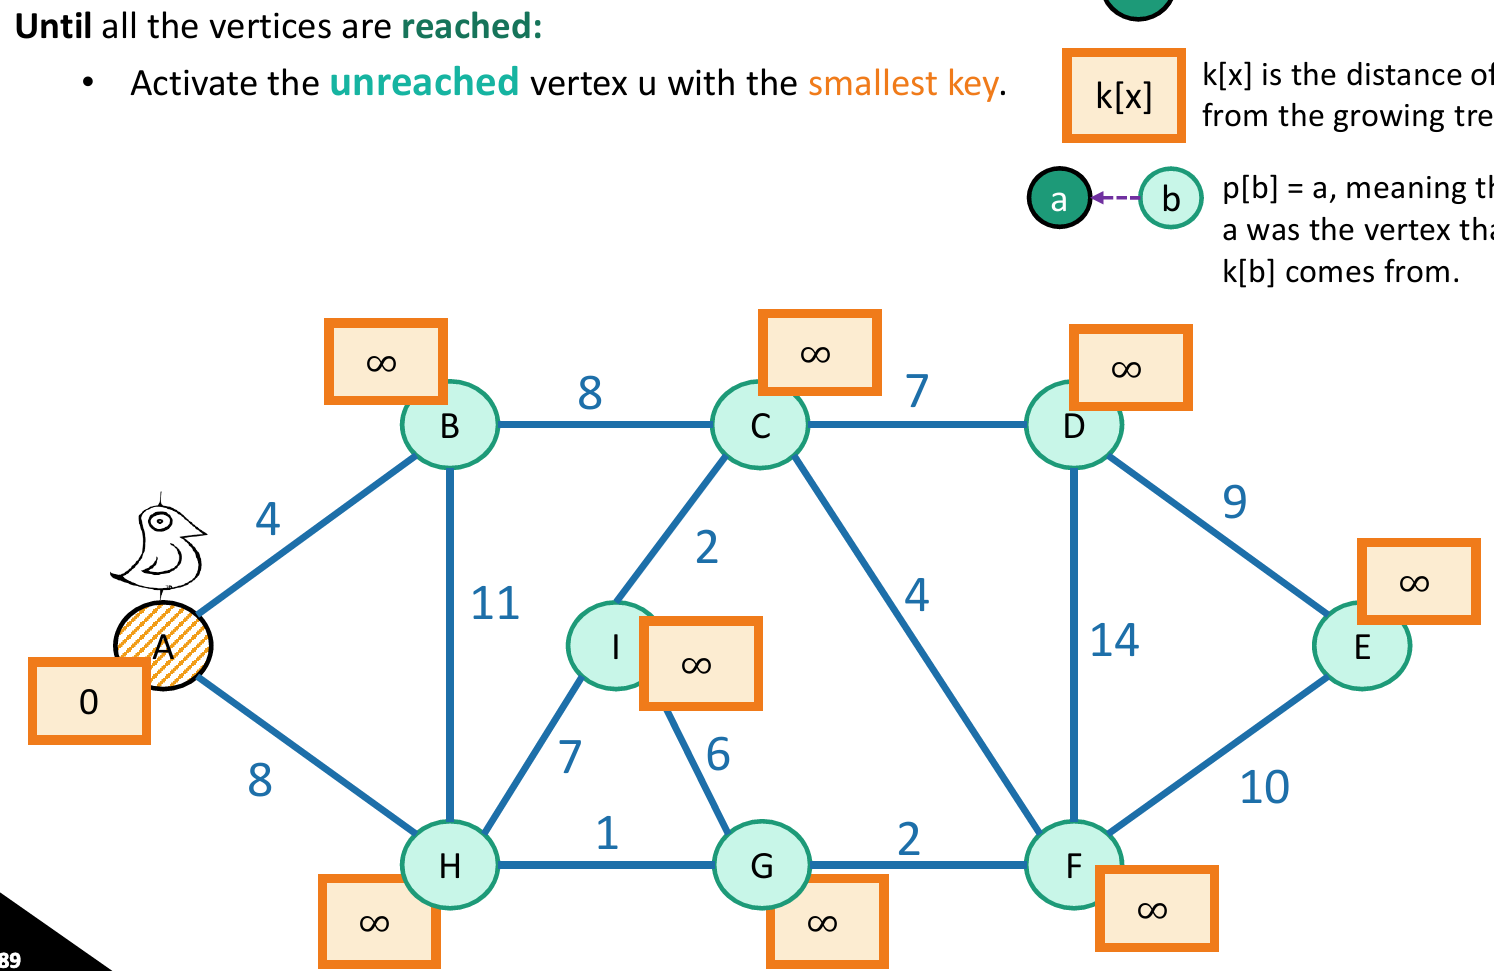 Until all the vertices are reached:
• Activate the unreached vertex u with the smallest key.
k[x]
k[x] is the distance of
from the growing tre
a
b
p[b] = a, meaning th
a was the vertex tha
k[b] comes from.
∞
∞
∞
8
7
B
C
D
4
9
2
∞
11
4
A
I
∞
14
E
0
7
6
8
10
1
2
H
G
F
∞
∞
∞
89